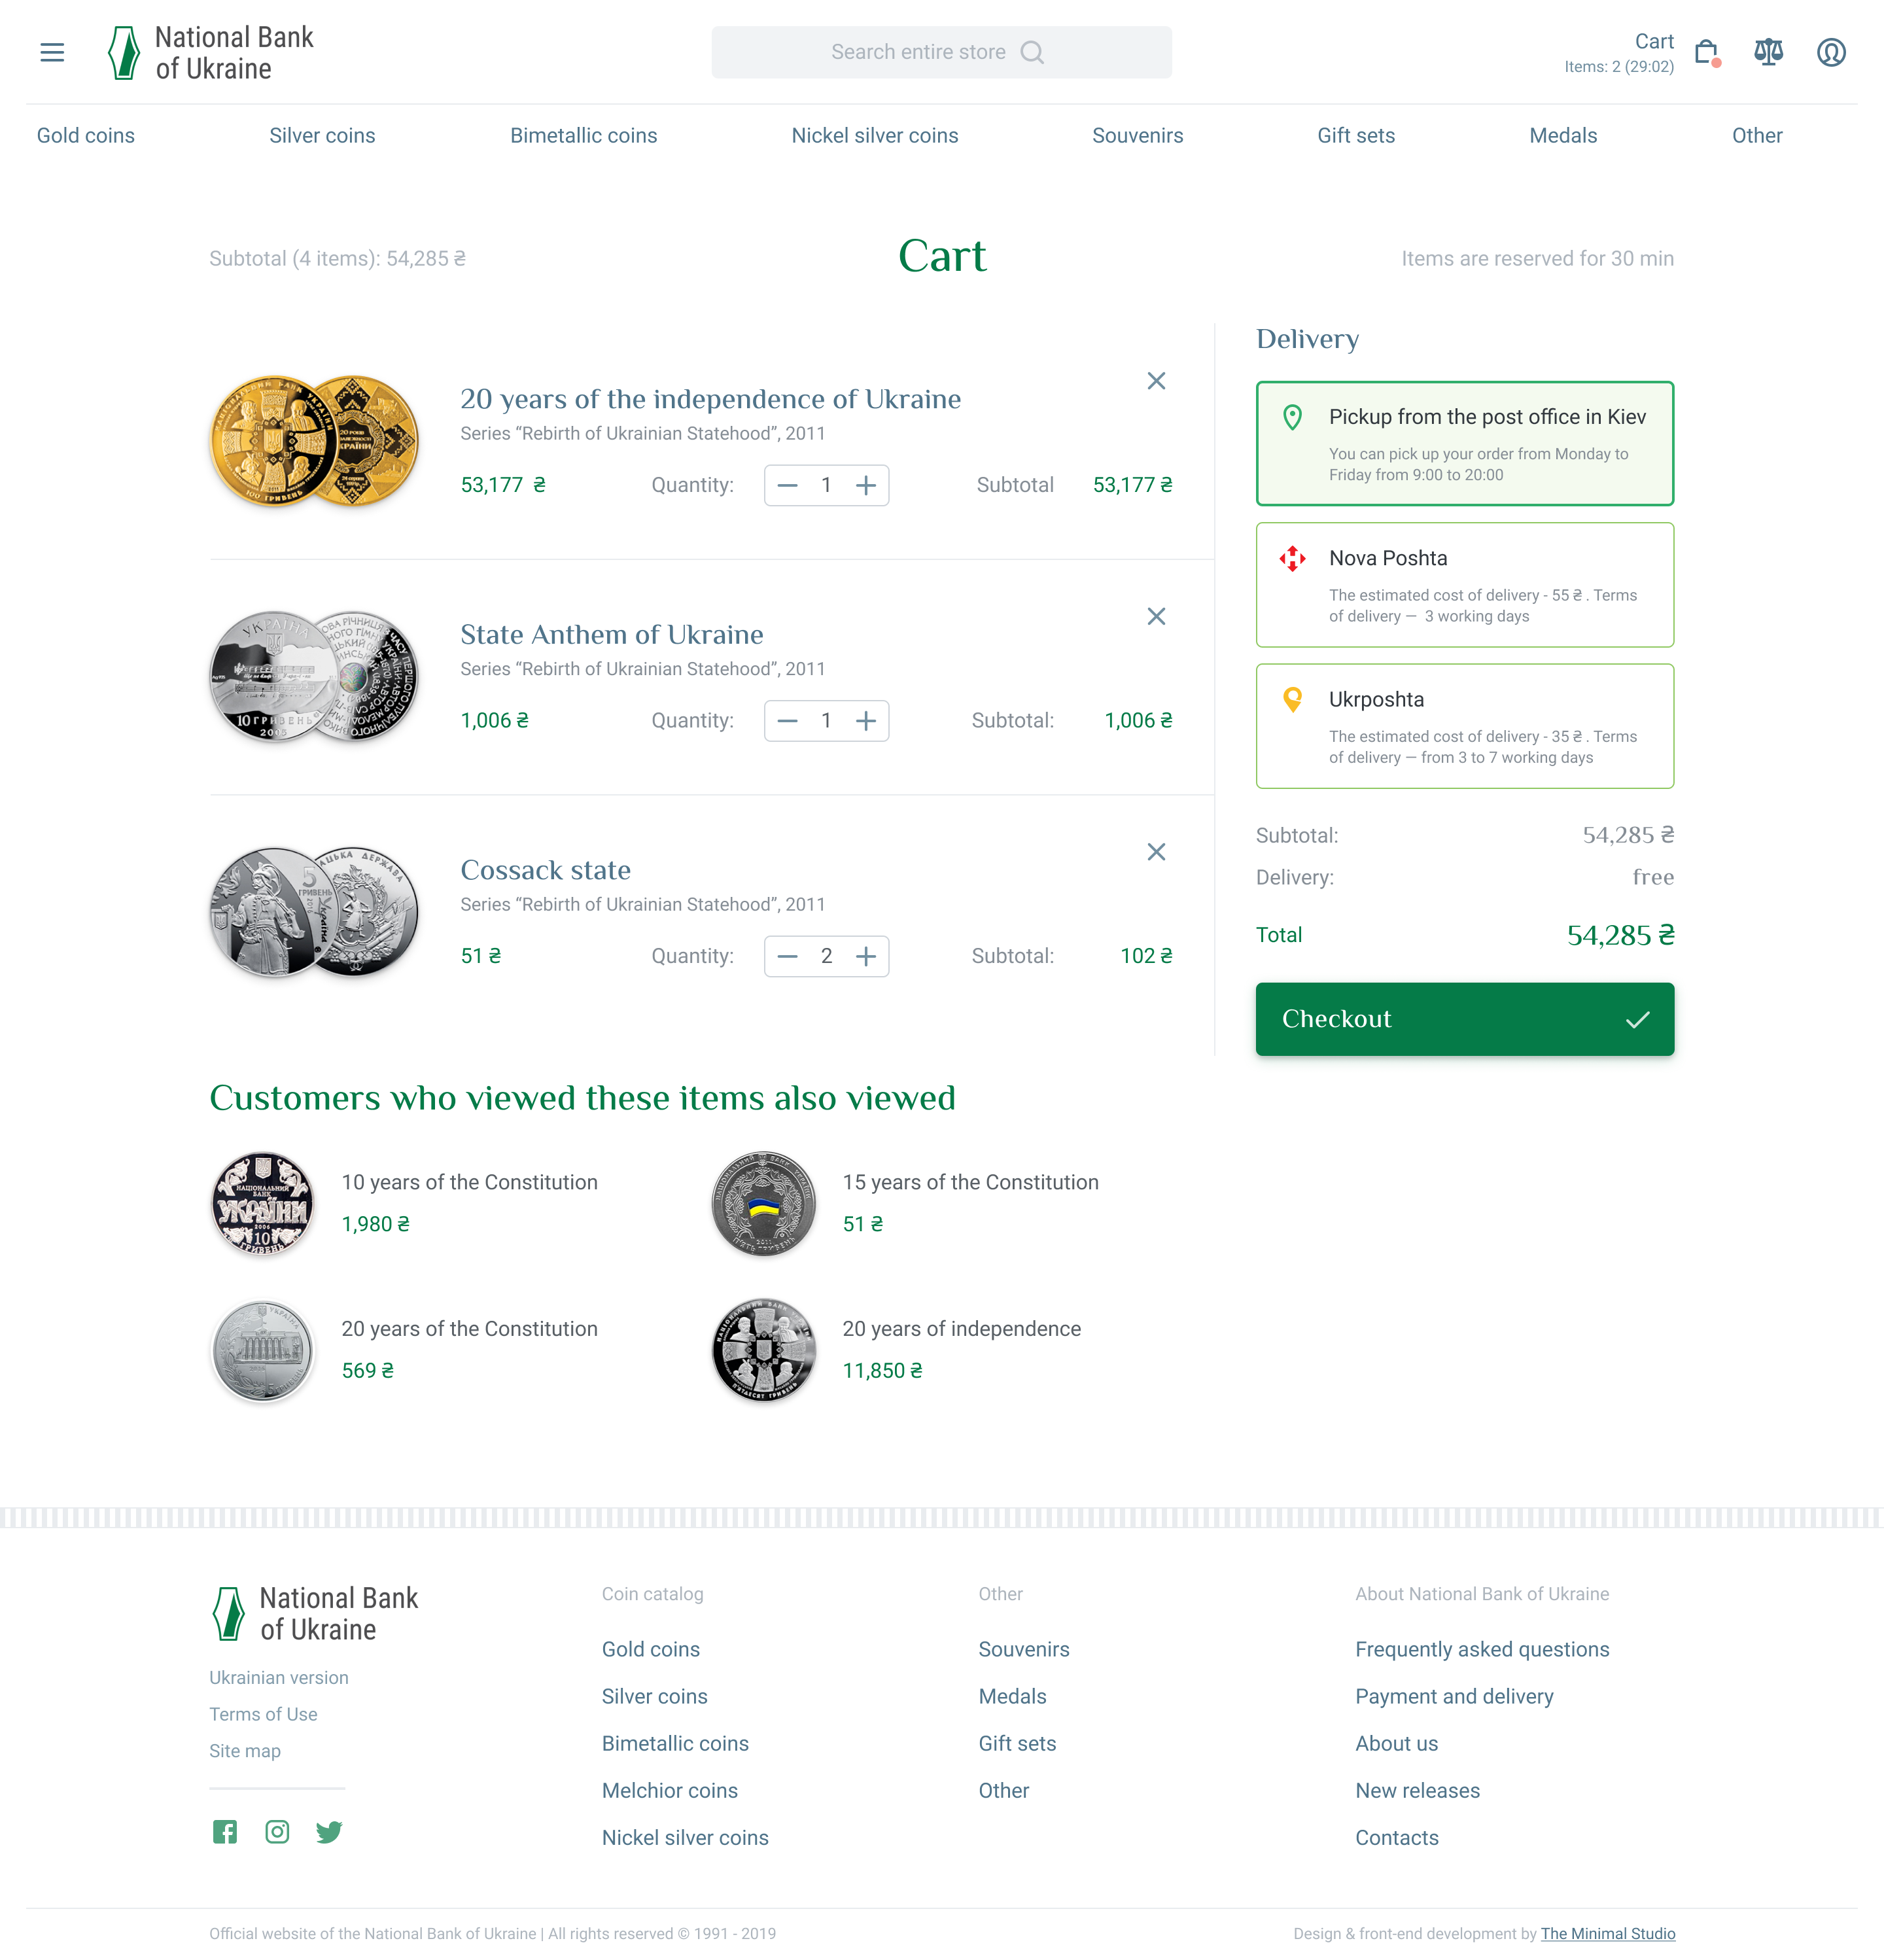 National Bank
of Ukraine
Search entire store
Cart
Items: 2 (29:02)
Gold coins
Silver coins
Bimetallic coins
Nickel silver coins
Souvenirs
Gift sets
Medals
Other
Subtotal (4 items): 54,285 ₴
Cart
Items are reserved for 30 min
20 years of the independence of Ukraine
Series “Rebirth of Ukrainian Statehood”, 2011
53,177 ₴
Quantity:
1
Subtotal
53,177 ₴
УКРАЇНА
10 ГРИВЕНЬ
State Anthem of Ukraine
Series “Rebirth of Ukrainian Statehood”, 2011
1,006 ₴
Quantity:
1
Subtotal:
1,006 ₴
5
ГРИВЕНЬ
Cossack state
Series “Rebirth of Ukrainian Statehood”, 2011
51 ₴
Quantity:
2
Subtotal:
102 ₴
Delivery
Pickup from the post office in Kiev
You can pick up your order from Monday to
Friday from 9:00 to 20:00
Nova Poshta
The estimated cost of delivery - 55 ₴ . Terms
of delivery — 3 working days
Ukrposhta
The estimated cost of delivery - 35 ₴ . Terms
of delivery — from 3 to 7 working days
Subtotal:
54,285 ₴
Delivery:
free
Total
54,285 ₴
Checkout
Customers who viewed these items also viewed
НАЦІОНАЛЬНИЙ
БАНК
УКРАЇНИ
2006
10
ГРИВЕНЬ
10 years of the Constitution
1,980 ₴
15 years of the Constitution
51 ₴
20 years of the Constitution
569 ₴
20 years of independence
11,850 ₴
National Bank
of Ukraine
Ukrainian version
Terms of Use
Site map
Coin catalog
Gold coins
Silver coins
Bimetallic coins
Melchior coins
Nickel silver coins
Other
Souvenirs
Medals
Gift sets
Other
About National Bank of Ukraine
Frequently asked questions
Payment and delivery
About us
New releases
Contacts
Official website of the National Bank of Ukraine | All rights reserved © 1991 - 2019
Design & front-end development by The Minimal Studio